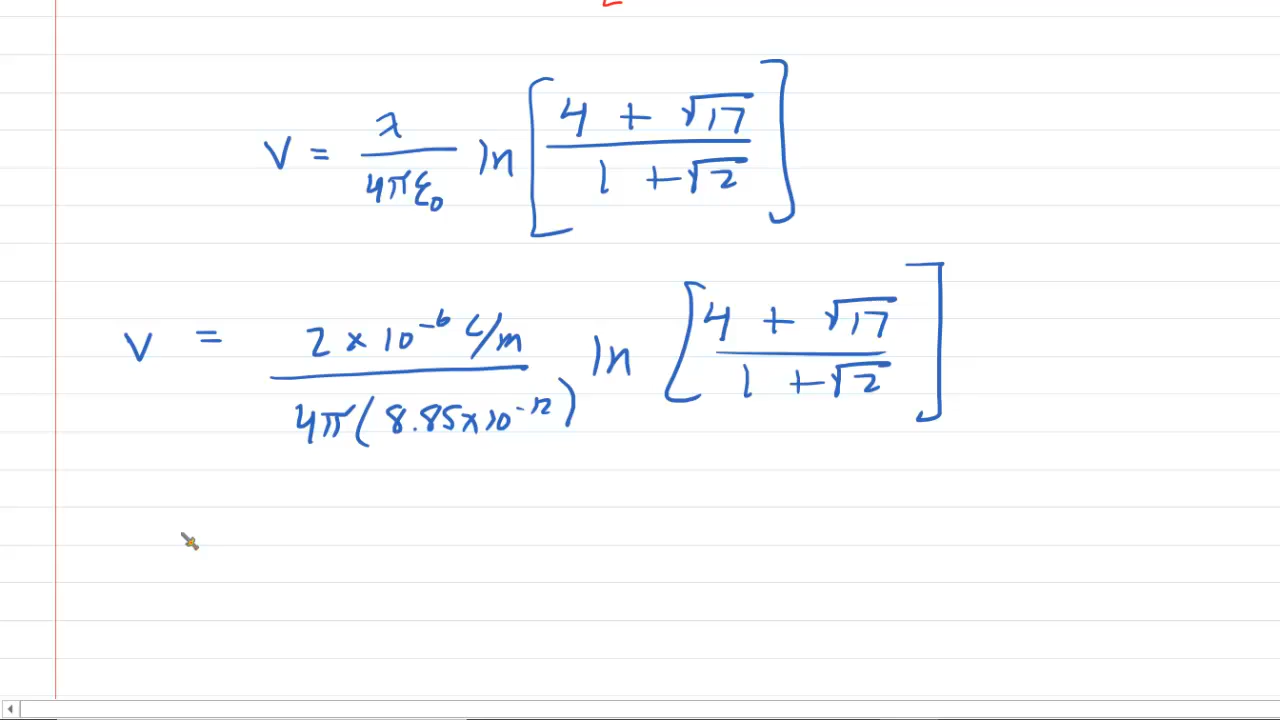 V = λ/4πε₀ ln [4 + √17 / 1 + √2]
V = 2 × 10⁻⁶ C/m / 4π(8.85×10⁻¹²) ln [4 + √17 / 1 + √2]